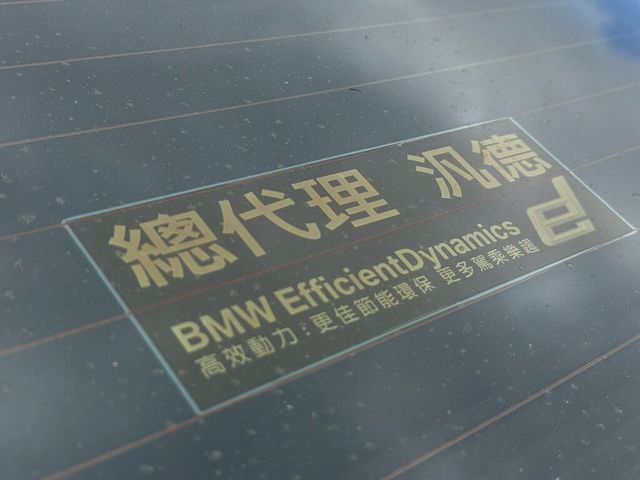 總代理 汎德
BMW EfficientDynamics
高效動力：更佳節能環保 更多駕乘樂趣